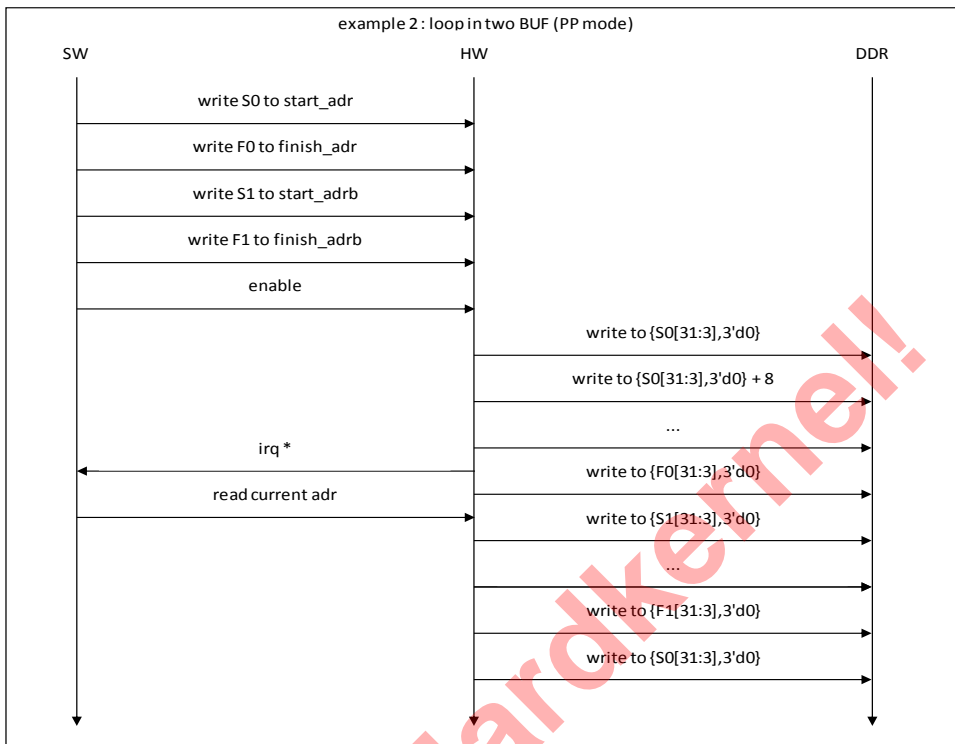 example 2 : loop in two BUF (PP mode)
SW HW DDR
write S0 to start_adr
write F0 to finish_adr
write S1 to start_adrb
write F1 to finish_adrb
enable
write to {S0[31:3],3'd0}
write to {S0[31:3],3'd0} + 8
...
irq *
write to {F0[31:3],3'd0}
read current adr
write to {S1[31:3],3'd0}
...
write to {F1[31:3],3'd0}
write to {S0[31:3],3'd0}
ardkernel!